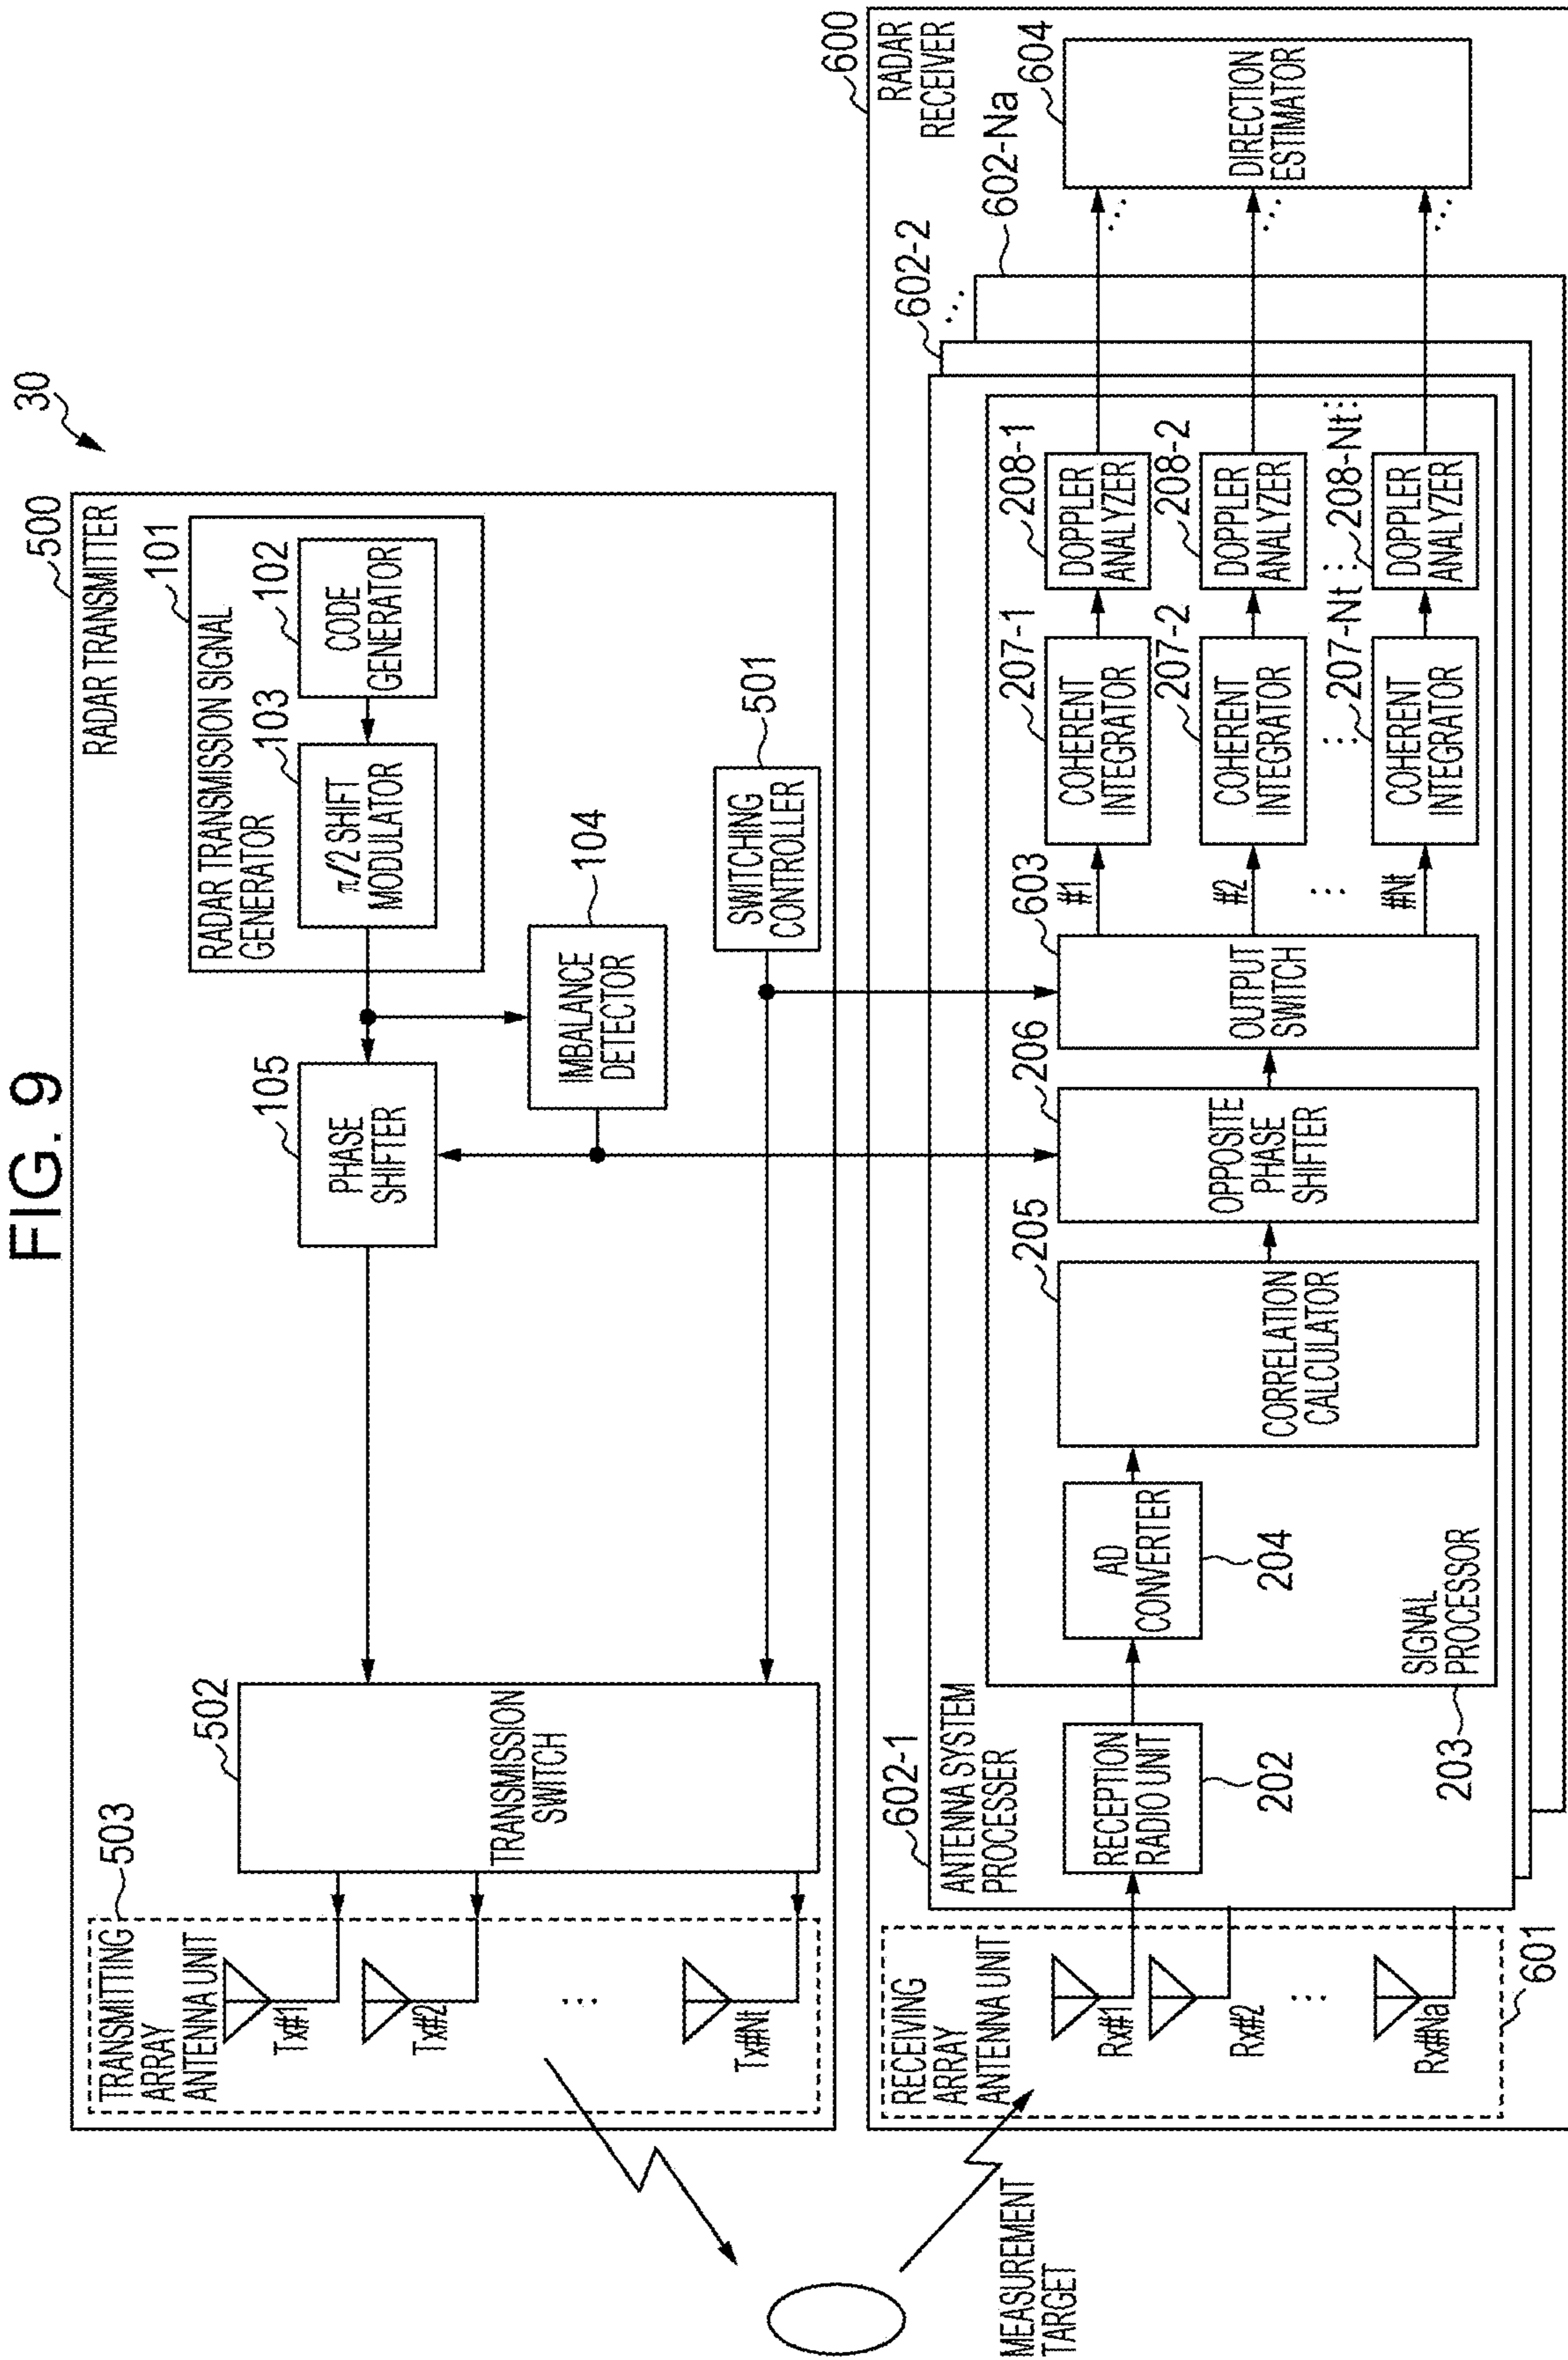 FIG. 9
30
500
RADAR TRANSMITTER
503
TRANSMITTING
ARRAY
ANTENNA UNIT
Tx#1
Tx#2
...
Tx#Nt
502
TRANSMISSION
SWITCH
105
PHASE
SHIFTER
101
RADAR TRANSMISSION SIGNAL
GENERATOR
103
π/2 SHIFT
MODULATOR
102
CODE
GENERATOR
IMBALANCE
DETECTOR
104
SWITCHING
CONTROLLER
501
MEASUREMENT
TARGET
600
RADAR
RECEIVER
RECEIVING
ARRAY
ANTENNA UNIT
Rx#1
Rx#2
...
Rx#Na
601
602-1
602-2
...
602-Na
ANTENNA SYSTEM
PROCESSER
RECEPTION
RADIO UNIT
202
SIGNAL
PROCESSOR
203
AD
CONVERTER
204
205
CORRELATION
CALCULATOR
206
OPPOSITE
PHASE
SHIFTER
603
OUTPUT
SWITCH
#1
#2
...
#Nt
207-1
COHERENT
INTEGRATOR
208-1
DOPPLER
ANALYZER
207-2
COHERENT
INTEGRATOR
208-2
DOPPLER
ANALYZER
...
207-Nt
COHERENT
INTEGRATOR
...
208-Nt
...
DOPPLER
ANALYZER
...
...
...
604
DIRECTION
ESTIMATOR